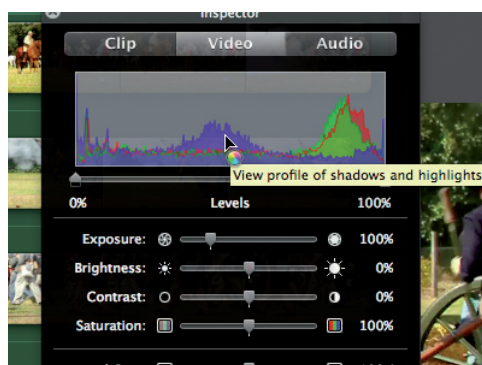 Inspector
Clip Video Audio
View profile of shadows and highlights
0% Levels 100%
Exposure: 100%
Brightness: 0%
Contrast: 0%
Saturation: 100%